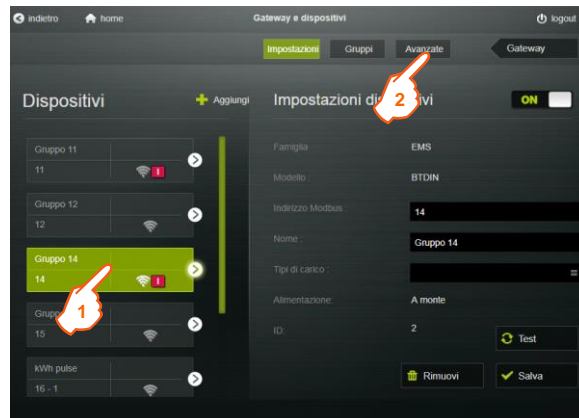 indietro home Gateway e dispositivi logout
Impostazioni Gruppi Avanzate Gateway
Dispositivi Aggiungi
Gruppo 11
11
Gruppo 12
12
Gruppo 14
14
Grup
15
kWh pulse
16 - 1
1
Impostazioni di vi ON
2
Famiglia EMS
Modello : BTDIN
Indirizzo Modbus : 14
Nome : Gruppo 14
Tipi di carico :
Alimentazione: A monte
ID: 2
Test
Rimuovi Salva